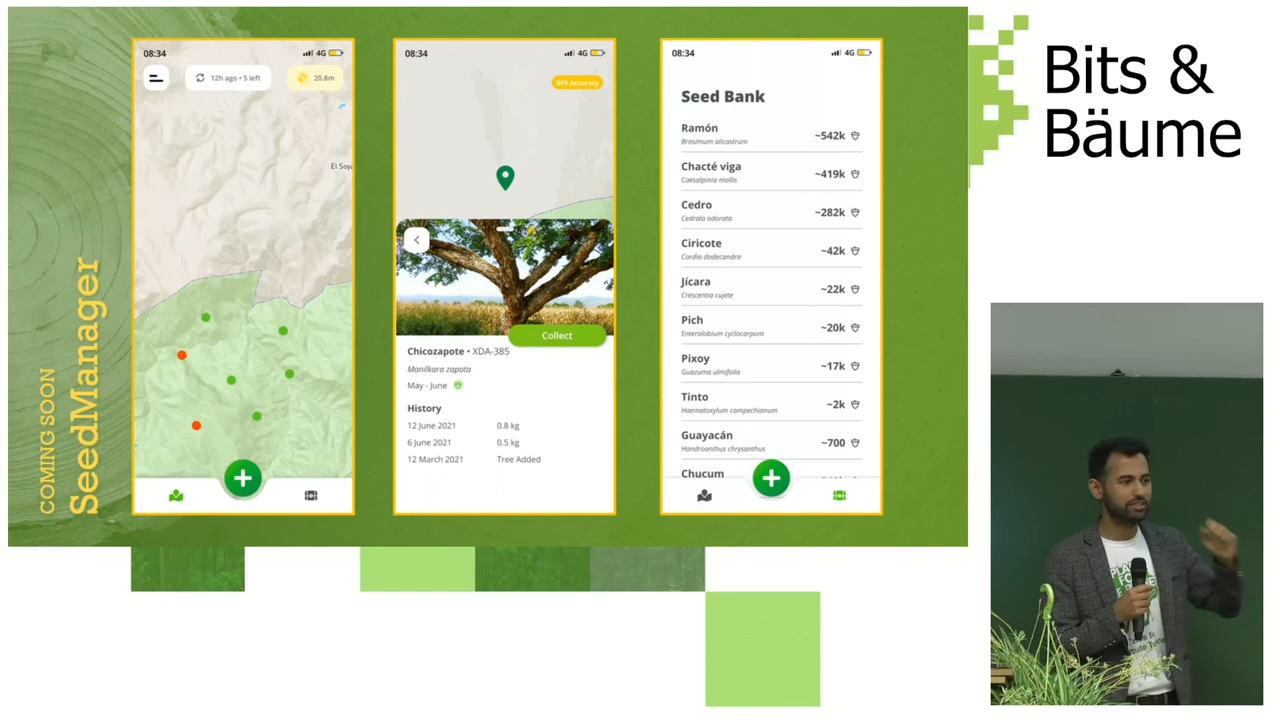 COMING SOON
SeedManager
08:34
4G
12h ago • 5 left
20.8m
El Soya
08:34
4G
GPS Accuracy
Collect
Chicozapote • XDA-385
Manilkara zapota
May - June
History
12 June 2021 0.8 kg
6 June 2021 0.5 kg
12 March 2021 Tree Added
08:34
4G
Seed Bank
Ramón ~542k
Brosimum alicastrum
Chacté viga ~419k
Caesalpinia mollis
Cedro ~282k
Cedrala odorata
Ciricote ~42k
Cordia dodecandra
Jícara ~22k
Crescentia cujete
Pich ~20k
Enterolobium cyclocarpum
Pixoy ~17k
Guazuma ulmifolia
Tinto ~2k
Haematoxylum campechianum
Guayacán ~700
Handroanthus chrysanthus
Chucum
Bits &
Bäume